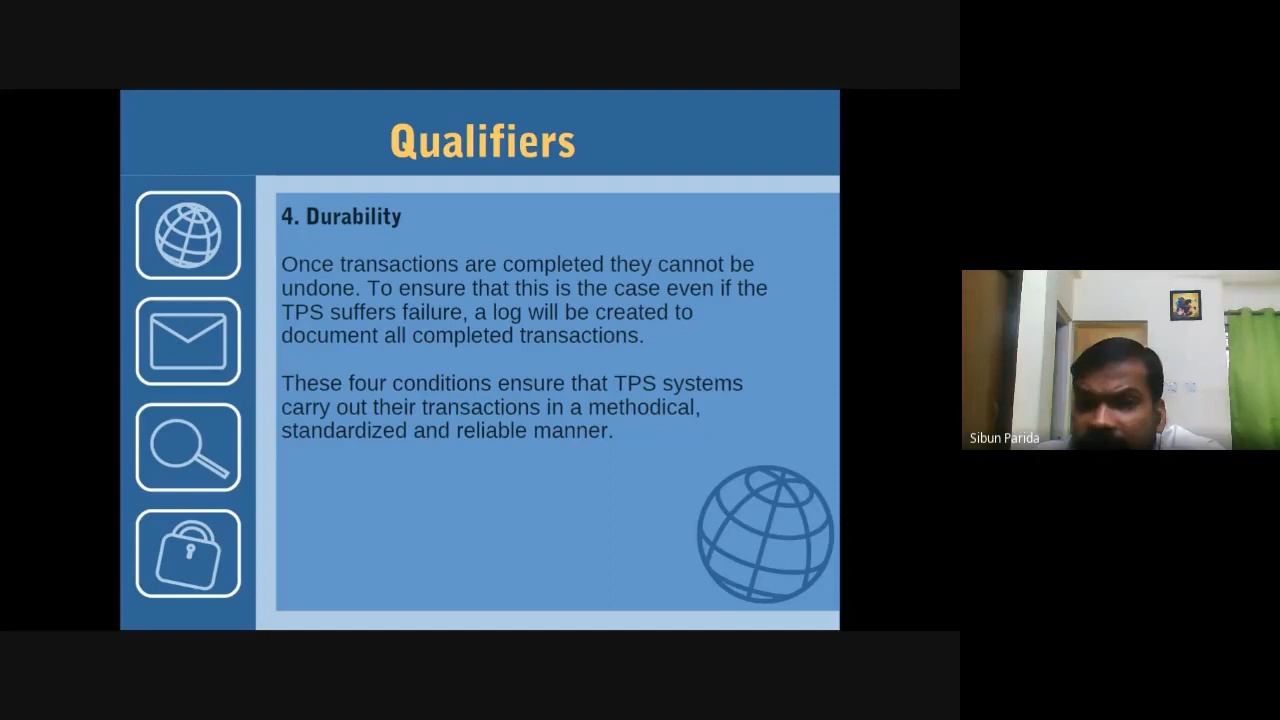 Qualifiers
4. Durability
Once transactions are completed they cannot be
undone. To ensure that this is the case even if the
TPS suffers failure, a log will be created to
document all completed transactions.
These four conditions ensure that TPS systems
carry out their transactions in a methodical,
standardized and reliable manner.
Sibun Parida